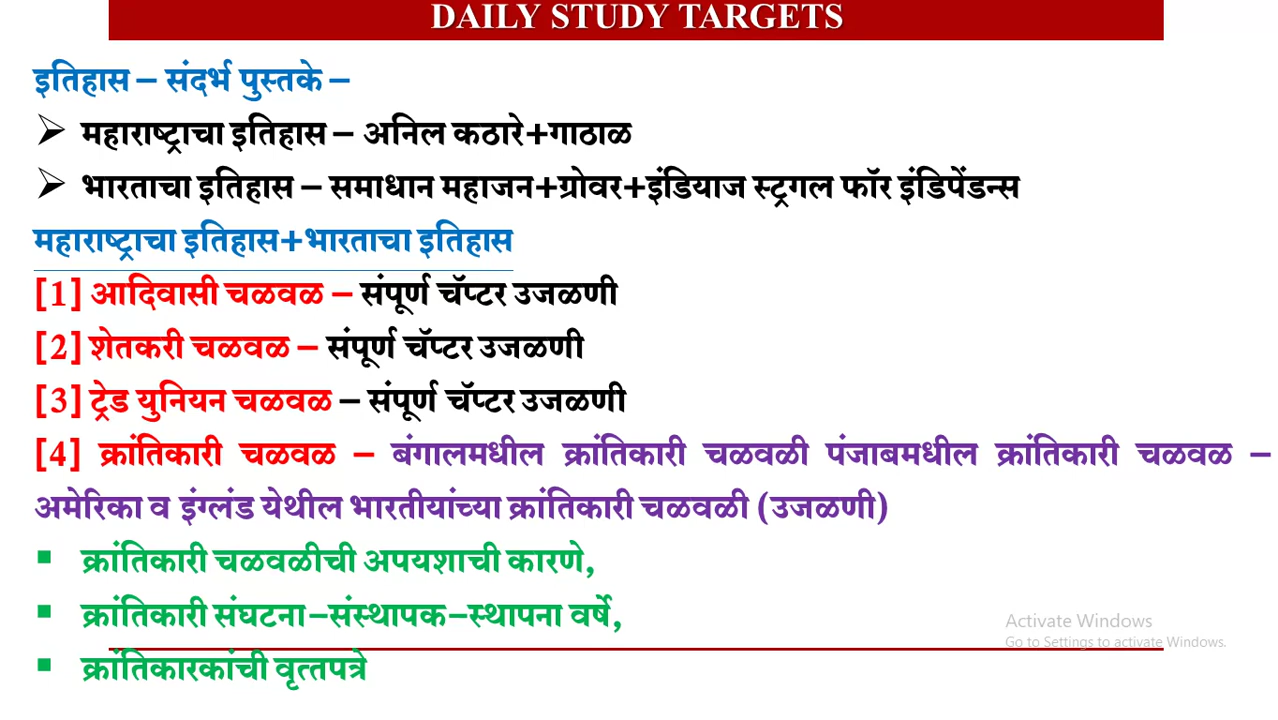 DAILY STUDY TARGETS
इतिहास – संदर्भ पुस्तके –
➢ महाराष्ट्राचा इतिहास – अनिल कठारे+गाठाळ
➢ भारताचा इतिहास – समाधान महाजन+ग्रोवर+इंडियाज स्ट्रगल फॉर इंडिपेंडन्स
महाराष्ट्राचा इतिहास+भारताचा इतिहास
[1] आदिवासी चळवळ – संपूर्ण चॅप्टर उजळणी
[2] शेतकरी चळवळ – संपूर्ण चॅप्टर उजळणी
[3] ट्रेड युनियन चळवळ – संपूर्ण चॅप्टर उजळणी
[4] क्रांतिकारी चळवळ – बंगालमधील क्रांतिकारी चळवळी पंजाबमधील क्रांतिकारी चळवळ –
अमेरिका व इंग्लंड येथील भारतीयांच्या क्रांतिकारी चळवळी (उजळणी)
▪ क्रांतिकारी चळवळीची अपयशाची कारणे,
▪ क्रांतिकारी संघटना–संस्थापक–स्थापना वर्षे,
▪ क्रांतिकारकांची वृत्तपत्रे
Activate Windows
Go to Settings to activate Windows.